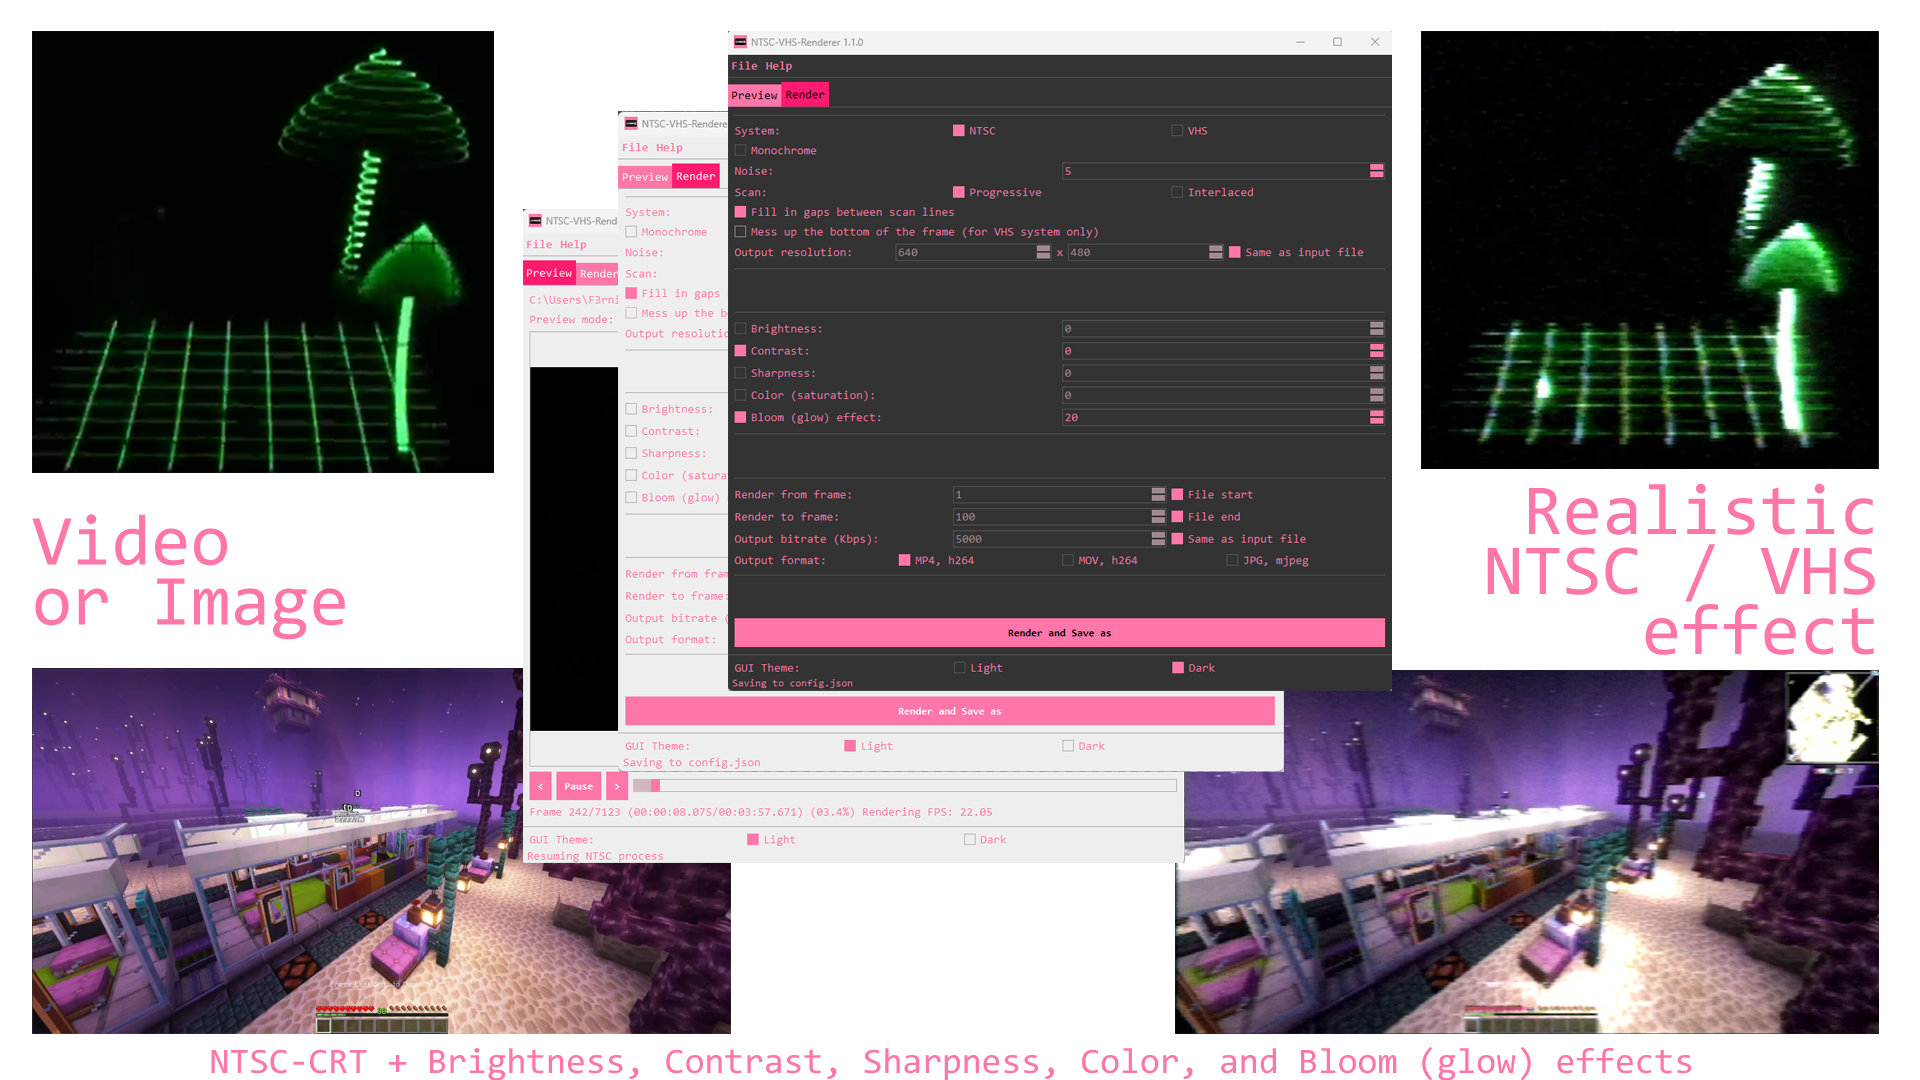 NTSC-VHS-Renderer 1.1.0
File Help
Preview Render
System: NTSC VHS
Monochrome
Noise: 5
Scan: Progressive Interlaced
Fill in gaps between scan lines
Mess up the bottom of the frame (for VHS system only)
Output resolution: 640 x 480 Same as input file
Brightness: 0
Contrast: 0
Sharpness: 0
Color (saturation): 0
Bloom (glow) effect: 20
Render from frame: 1 File start
Render to frame: 100 File end
Output bitrate (Kbps): 5000 Same as input file
Output format: MP4, h264 MOV, h264 JPG, mjpeg
Render and Save as
GUI Theme: Light Dark
Saving to config.json
NTSC-VHS-Rendere
File Help
Preview Render
System:
Monochrome
Noise:
Scan:
Fill in gaps
Mess up the b
Output resolutio
Brightness:
Contrast:
Sharpness:
Color (satura
Bloom (glow)
Render from fram
Render to frame:
Output bitrate (
Output format:
Render and Save as
GUI Theme: Light Dark
Saving to config.json
NTSC-VHS-Rend
File Help
Preview Render
C:\Users\F3rni
Preview mode:
< Pause >
Frame 242/7123 (00:00:08.075/00:03:57.671) (03.4%) Rendering FPS: 22.05
GUI Theme: Light Dark
Resuming NTSC process
Video
or Image
Realistic
NTSC / VHS
effect
NTSC-CRT + Brightness, Contrast, Sharpness, Color, and Bloom (glow) effects